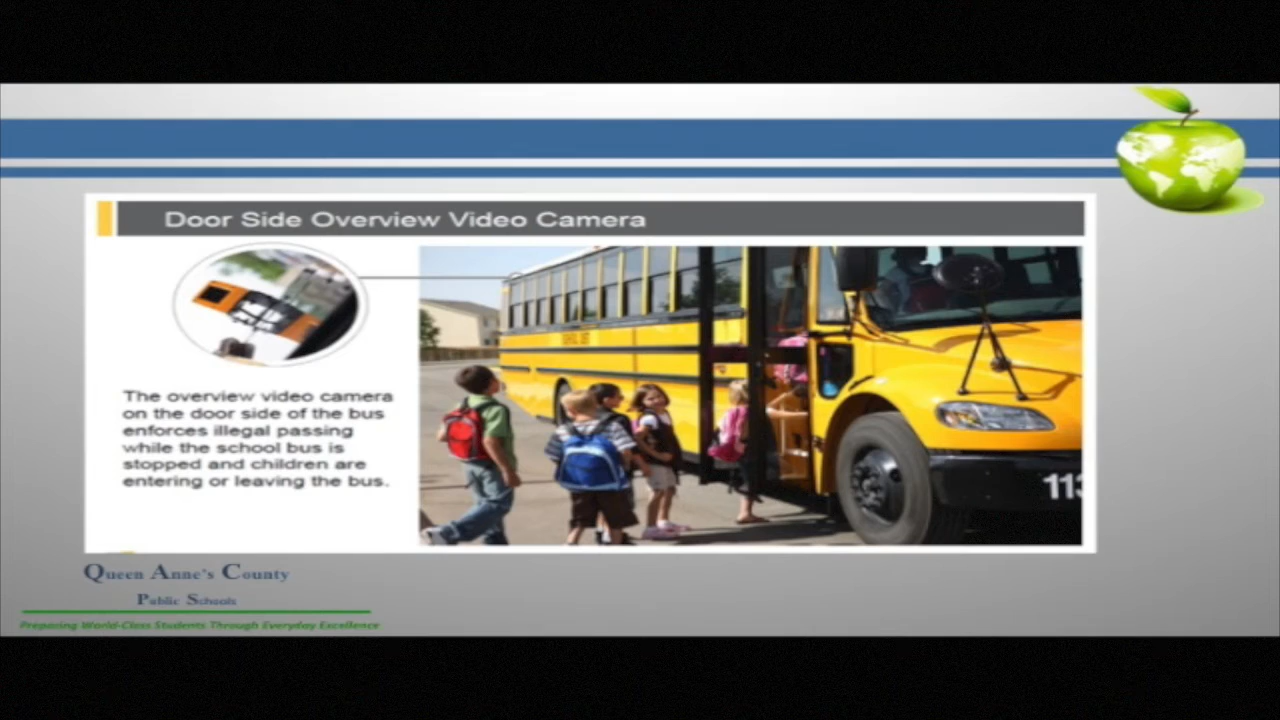 Door Side Overview Video Camera
The overview video camera
on the door side of the bus
enforces illegal passing
while the school bus is
stopped and children are
entering or leaving the bus.
113
Queen Anne's County
Public Schools
Preparing World-Class Students Through Everyday Excellence